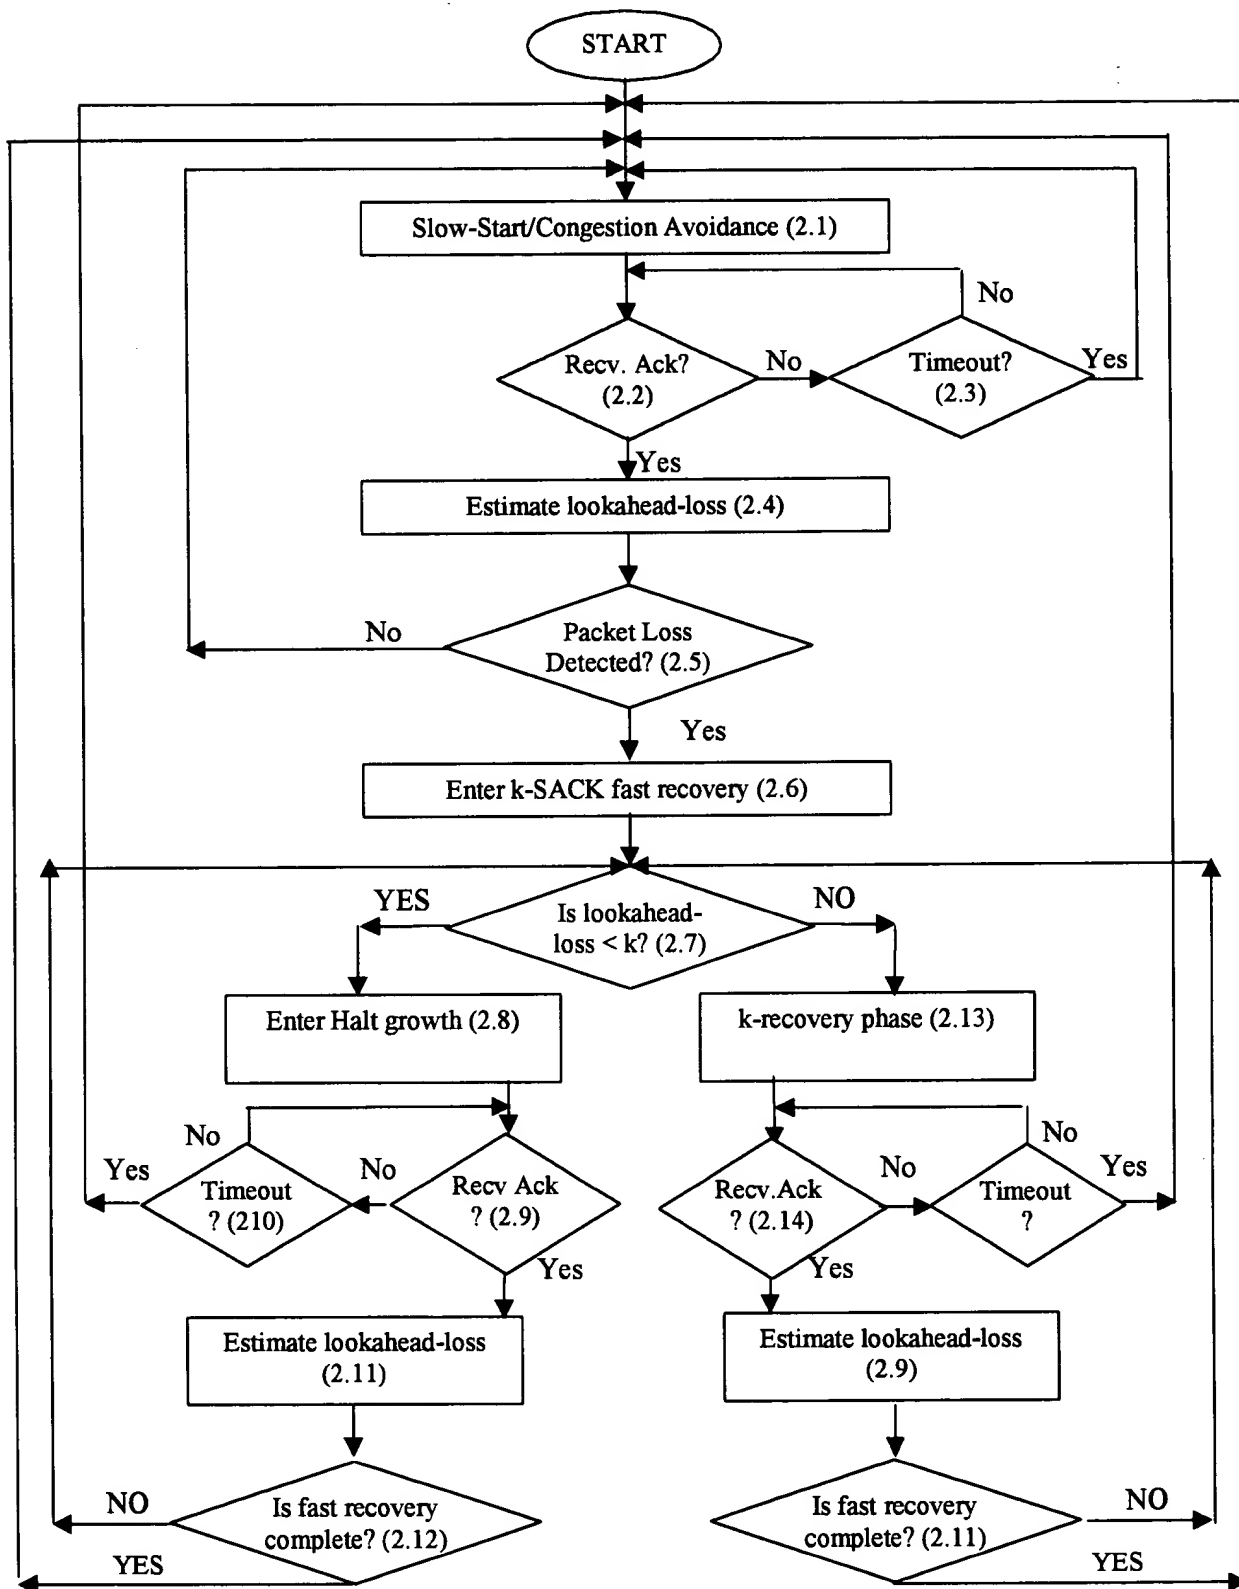 START
Slow-Start/Congestion Avoidance (2.1)
No
Recv. Ack?
(2.2)
No
Timeout?
(2.3)
Yes
Yes
Estimate lookahead-loss (2.4)
No
Packet Loss
Detected? (2.5)
Yes
Enter k-SACK fast recovery (2.6)
YES
Is lookahead-
loss < k? (2.7)
NO
Enter Halt growth (2.8)
k-recovery phase (2.13)
No
No
Yes
Timeout
? (210)
No
Recv Ack
? (2.9)
Recv.Ack
? (2.14)
No
Timeout
?
Yes
Yes
Yes
Estimate lookahead-loss
(2.11)
Estimate lookahead-loss
(2.9)
NO
Is fast recovery
complete? (2.12)
YES
Is fast recovery
complete? (2.11)
NO
YES